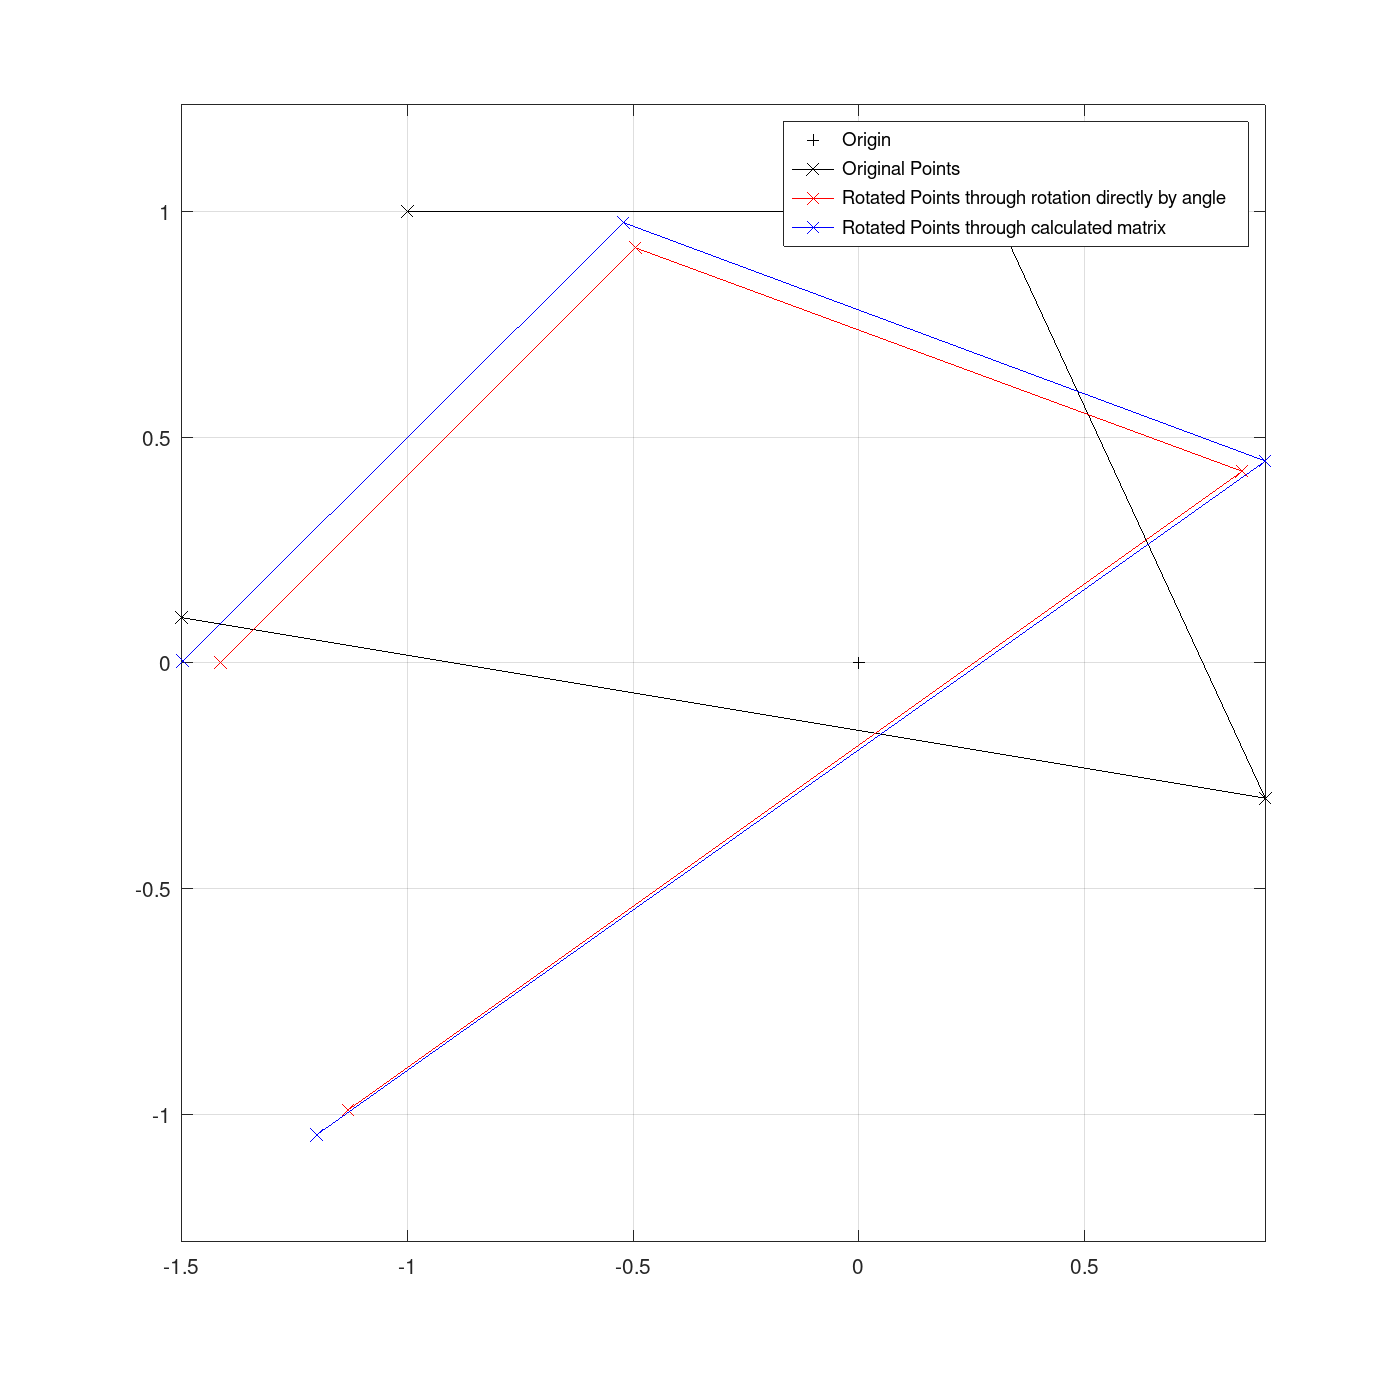 Origin
Original Points
Rotated Points through rotation directly by angle
Rotated Points through calculated matrix
1
0.5
0
-0.5
-1
-1.5 -1 -0.5 0 0.5